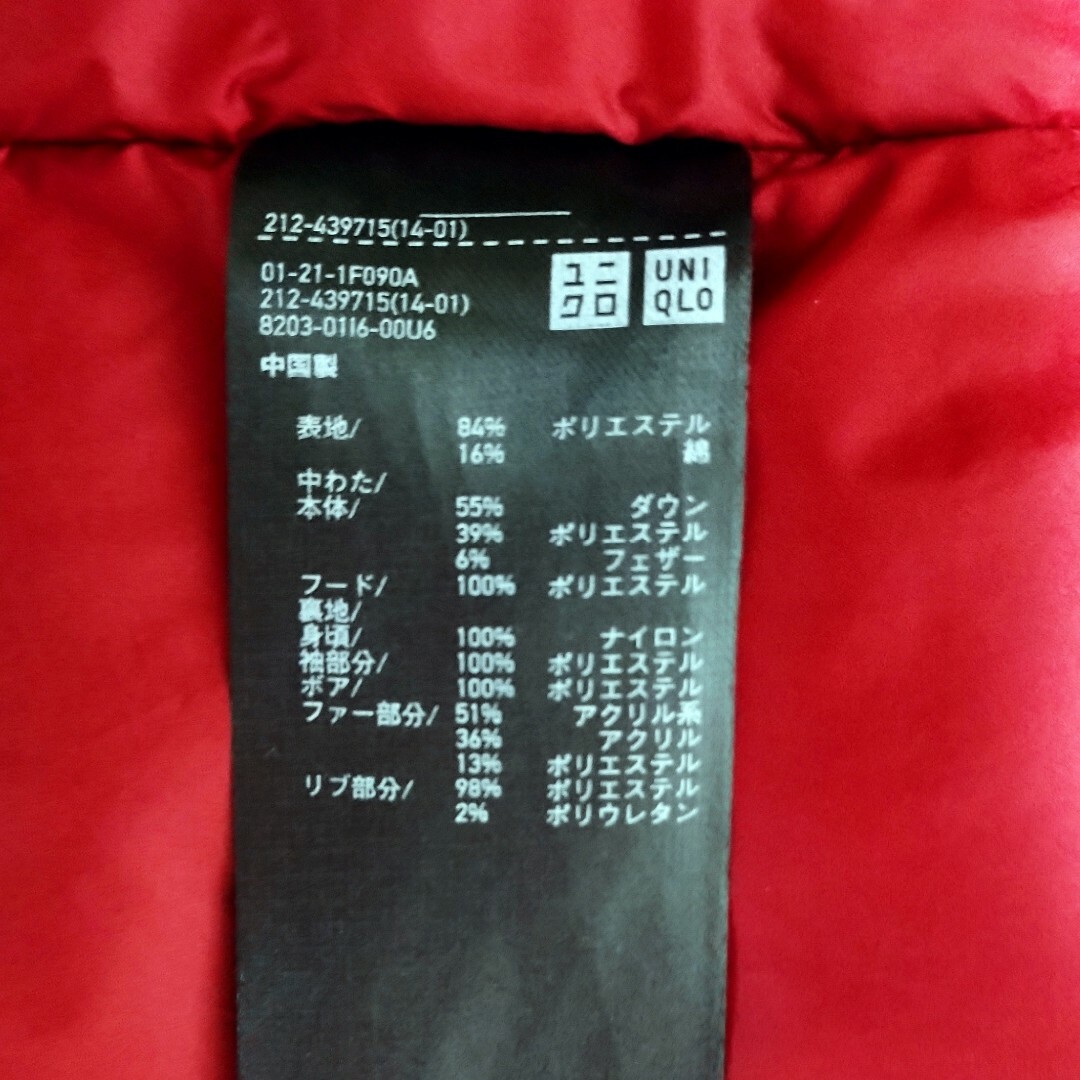 212-439715(14-01)
ユニクロ
UNIQLO
01-21-1F090A
212-439715(14-01)
8203-01I6-00U6
中国製
表地/ 84% ポリエステル
16% 綿
中わた/
本体/ 55% ダウン
39% ポリエステル
6% フェザー
フード/ 100% ポリエステル
裏地/
身頃/ 100% ナイロン
袖部分/ 100% ポリエステル
ボア/ 100% ポリエステル
ファー部分/ 51% アクリル系
36% アクリル
13% ポリエステル
リブ部分/ 98% ポリエステル
2% ポリウレタン